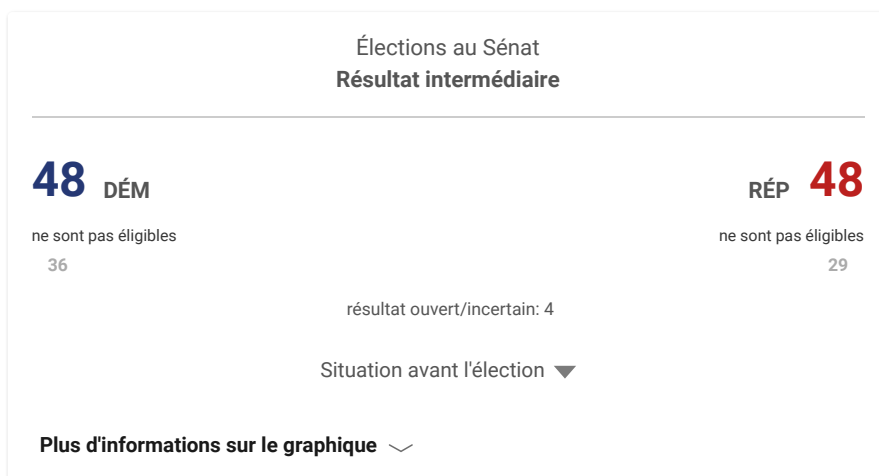 Élections au Sénat
Résultat intermédiaire
48 DÉM RÉP 48
ne sont pas éligibles ne sont pas éligibles
36 29
résultat ouvert/incertain: 4
Situation avant l'élection
Plus d'informations sur le graphique